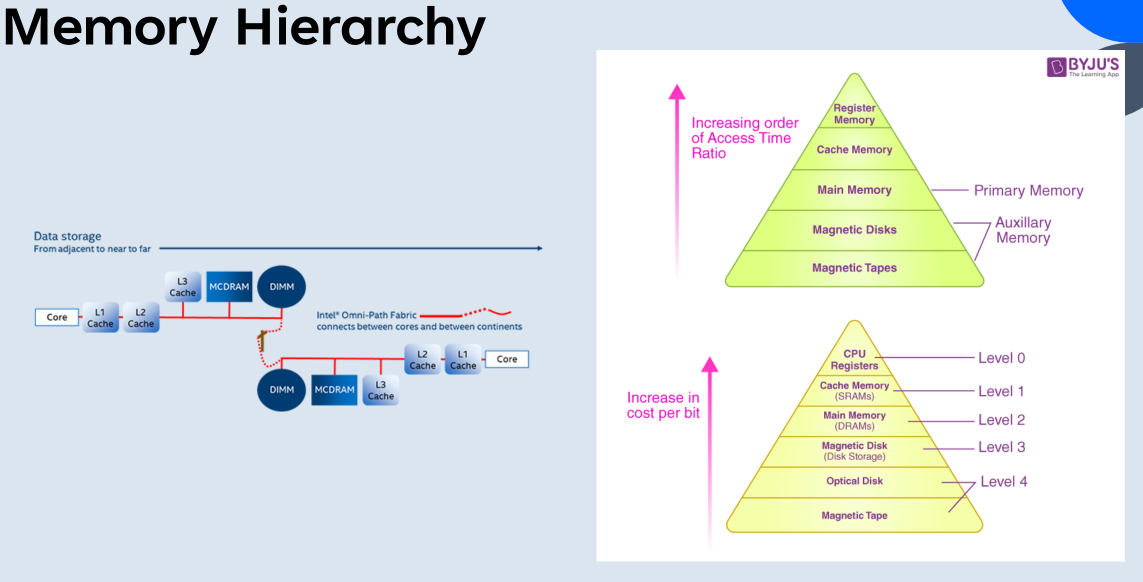 Memory Hierarchy
Data storage
From adjacent to near to far
Core
L1
Cache
L2
Cache
L3
Cache
MCDRAM
DIMM
Intel® Omni-Path Fabric
connects between cores and between continents
DIMM
MCDRAM
L3
Cache
L2
Cache
L1
Cache
Core
BYJU'S
The Learning App
Increasing order
of Access Time
Ratio
Register
Memory
Cache Memory
Main Memory
Magnetic Disks
Magnetic Tapes
Primary Memory
Auxillary
Memory
Increase in
cost per bit
CPU
Registers
Cache Memory
(SRAMs)
Main Memory
(DRAMs)
Magnetic Disk
(Disk Storage)
Optical Disk
Magnetic Tape
Level 0
Level 1
Level 2
Level 3
Level 4